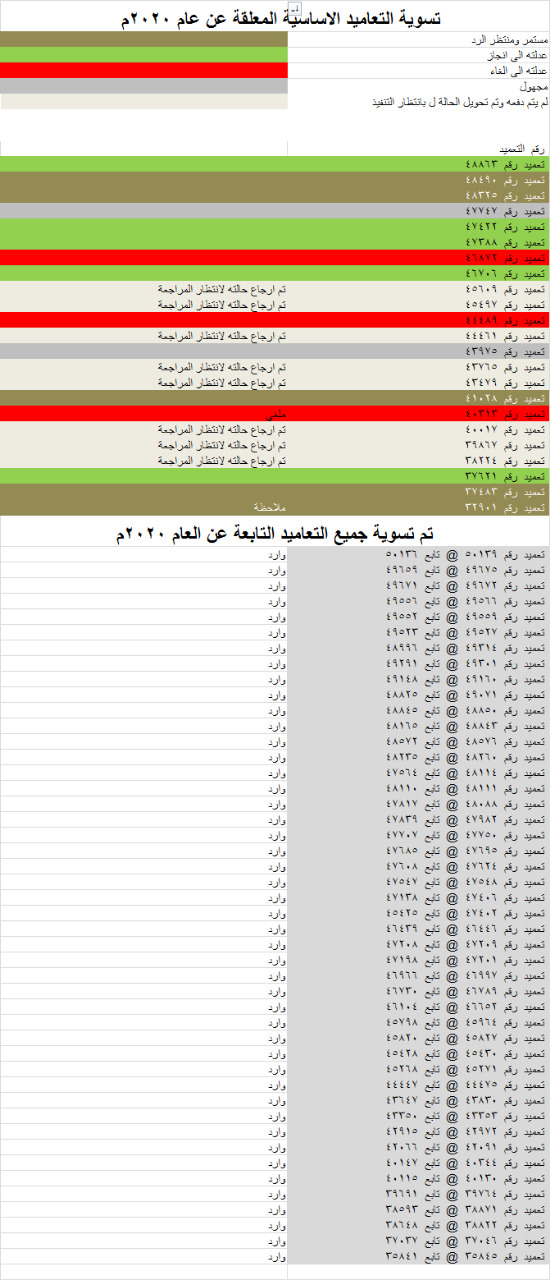 تسوية التعاميد الاساسية المعلقة عن عام ٢٠٢٠م
مستمر ومنتظر الرد
عدلته الى انجاز
عدلته الى الغاء
مجهول
لم يتم دفعه وتم تحويل الحالة ل بانتظار التنفيذ
رقم التعميد
تعميد رقم ٤٨٨٦٣
تعميد رقم ٤٨٤٩٠
تعميد رقم ٤٨٣٢٥
تعميد رقم ٤٧٧٤٧
تعميد رقم ٤٧٤٢٢
تعميد رقم ٤٧٣٨٨
تعميد رقم ٤٦٨٧٢
تعميد رقم ٤٦٧٠٦
تعميد رقم ٤٥٦٠٩ تم ارجاع حالته لانتظار المراجعة
تعميد رقم ٤٥٤٩٧ تم ارجاع حالته لانتظار المراجعة
تعميد رقم ٤٤٤٨٩
تعميد رقم ٤٤٤٦١ تم ارجاع حالته لانتظار المراجعة
تعميد رقم ٤٣٩٧٥
تعميد رقم ٤٣٧٦٥ تم ارجاع حالته لانتظار المراجعة
تعميد رقم ٤٣٤٧٩ تم ارجاع حالته لانتظار المراجعة
تعميد رقم ٤١٠٢٨
تعميد رقم ٤٠٣١٣ ملغي
تعميد رقم ٤٠٠١٧ تم ارجاع حالته لانتظار المراجعة
تعميد رقم ٣٩٨٦٧ تم ارجاع حالته لانتظار المراجعة
تعميد رقم ٣٨٢٢٤ تم ارجاع حالته لانتظار المراجعة
تعميد رقم ٣٧٦٢١
تعميد رقم ٣٧٤٨٣
تعميد رقم ٣٢٩٠١ ملاحظة
تم تسوية جميع التعاميد التابعة عن العام ٢٠٢٠م
تعميد رقم ٥٠١٣٩ @ تابع ٥٠١٣٦ وارد
تعميد رقم ٤٩٦٧٥ @ تابع ٤٩٦٥٩ وارد
تعميد رقم ٤٩٦٧٢ @ تابع ٤٩٦٧١ وارد
تعميد رقم ٤٩٥٦٦ @ تابع ٤٩٥٥٦ وارد
تعميد رقم ٤٩٥٥٩ @ تابع ٤٩٥٥٢ وارد
تعميد رقم ٤٩٥٢٧ @ تابع ٤٩٥٢٣ وارد
تعميد رقم ٤٩٣١٤ @ تابع ٤٨٩٩٦ وارد
تعميد رقم ٤٩٣٠١ @ تابع ٤٩٢٩١ وارد
تعميد رقم ٤٩١٦٠ @ تابع ٤٩١٤٨ وارد
تعميد رقم ٤٩٠٧١ @ تابع ٤٨٨٢٥ وارد
تعميد رقم ٤٨٨٥٠ @ تابع ٤٨٨٤٥ وارد
تعميد رقم ٤٨٨٤٣ @ تابع ٤٨١٦٥ وارد
تعميد رقم ٤٨٥٧٦ @ تابع ٤٨٥٧٢ وارد
تعميد رقم ٤٨٢٦٠ @ تابع ٤٨٢٣٥ وارد
تعميد رقم ٤٨١١٤ @ تابع ٤٧٥٦٤ وارد
تعميد رقم ٤٨١١١ @ تابع ٤٨١١٠ وارد
تعميد رقم ٤٨٠٨٨ @ تابع ٤٧٨١٧ وارد
تعميد رقم ٤٧٩٨٢ @ تابع ٤٧٨٣٩ وارد
تعميد رقم ٤٧٧٥٠ @ تابع ٤٧٧٠٧ وارد
تعميد رقم ٤٧٦٩٥ @ تابع ٤٧٦٨٥ وارد
تعميد رقم ٤٧٦٢٤ @ تابع ٤٧٦٠٨ وارد
تعميد رقم ٤٧٥٤٨ @ تابع ٤٧٥٤٧ وارد
تعميد رقم ٤٧٤٠٦ @ تابع ٤٧١٣٨ وارد
تعميد رقم ٤٧٤٠٢ @ تابع ٤٥٤٢٥ وارد
تعميد رقم ٤٦٤٤٦ @ تابع ٤٦٤٣٩ وارد
تعميد رقم ٤٧٢٠٩ @ تابع ٤٧٢٠٨ وارد
تعميد رقم ٤٧٢٠١ @ تابع ٤٧١٩٨ وارد
تعميد رقم ٤٦٩٩٧ @ تابع ٤٦٩٦٦ وارد
تعميد رقم ٤٦٧٨٩ @ تابع ٤٦٧٣٠ وارد
تعميد رقم ٤٦٦٥٢ @ تابع ٤٦١٠٤ وارد
تعميد رقم ٤٥٩٦٤ @ تابع ٤٥٧٩٨ وارد
تعميد رقم ٤٥٨٢٧ @ تابع ٤٥٨٢٠ وارد
تعميد رقم ٤٥٤٣٠ @ تابع ٤٥٤٢٨ وارد
تعميد رقم ٤٥٢٧١ @ تابع ٤٥٢٦٨ وارد
تعميد رقم ٤٤٤٧٥ @ تابع ٤٤٤٤٧ وارد
تعميد رقم ٤٣٨٣٠ @ تابع ٤٣٦٤٧ وارد
تعميد رقم ٤٣٣٥٣ @ تابع ٤٣٣٥٠ وارد
تعميد رقم ٤٢٩٧٢ @ تابع ٤٢٩١٥ وارد
تعميد رقم ٤٢٠٩١ @ تابع ٤٢٠٦٦ وارد
تعميد رقم ٤٠٣٤٤ @ تابع ٤٠١٤٧ وارد
تعميد رقم ٤٠١٣٠ @ تابع ٤٠١١٥ وارد
تعميد رقم ٣٩٧٦٤ @ تابع ٣٩٦٩١ وارد
تعميد رقم ٣٨٨٧١ @ تابع ٣٨٥٩٣ وارد
تعميد رقم ٣٨٨٢٢ @ تابع ٣٨٦٤٨ وارد
تعميد رقم ٣٧٠٤٦ @ تابع ٣٧٠٣٧ وارد
تعميد رقم ٣٥٨٤٥ @ تابع ٣٥٨٤١ وارد